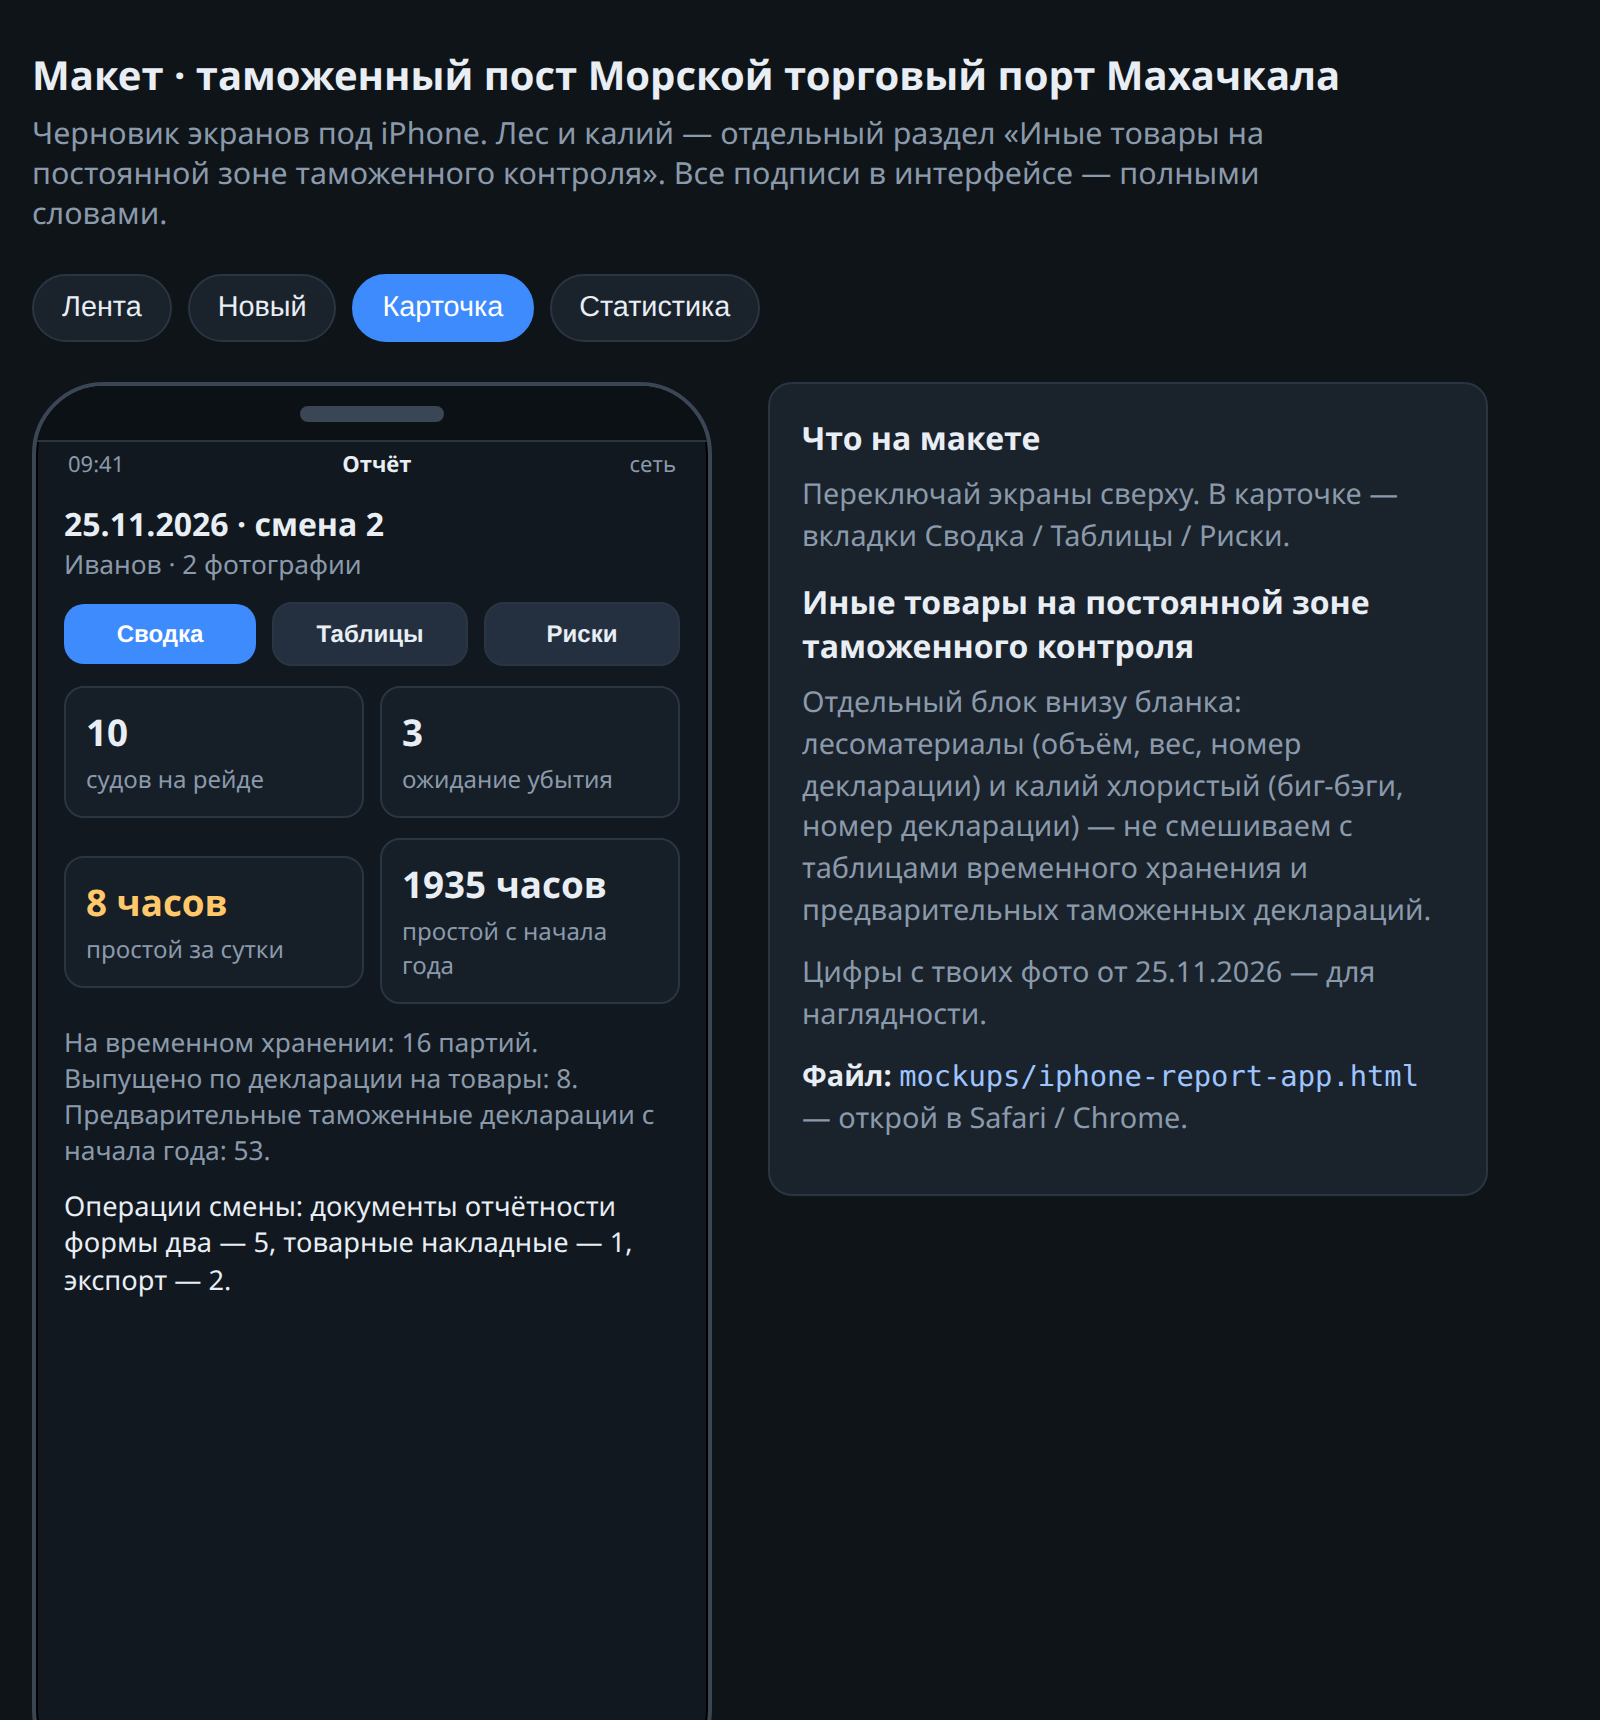 Макет · таможенный пост Морской торговый порт Махачкала
Черновик экранов под iPhone. Лес и калий — отдельный раздел «Иные товары на
постоянной зоне таможенного контроля». Все подписи в интерфейсе — полными
словами.
Лента
Новый
Карточка
Статистика
09:41
Отчёт
сеть
25.11.2026 · смена 2
Иванов · 2 фотографии
Сводка
Таблицы
Риски
10
судов на рейде
3
ожидание убытия
8 часов
простой за сутки
1935 часов
простой с начала
года
На временном хранении: 16 партий.
Выпущено по декларации на товары: 8.
Предварительные таможенные декларации с
начала года: 53.
Операции смены: документы отчётности
формы два — 5, товарные накладные — 1,
экспорт — 2.
Что на макете
Переключай экраны сверху. В карточке —
вкладки Сводка / Таблицы / Риски.
Иные товары на постоянной зоне
таможенного контроля
Отдельный блок внизу бланка:
лесоматериалы (объём, вес, номер
декларации) и калий хлористый (биг-бэги,
номер декларации) — не смешиваем с
таблицами временного хранения и
предварительных таможенных деклараций.
Цифры с твоих фото от 25.11.2026 — для
наглядности.
Файл: mockups/iphone-report-app.html
— открой в Safari / Chrome.